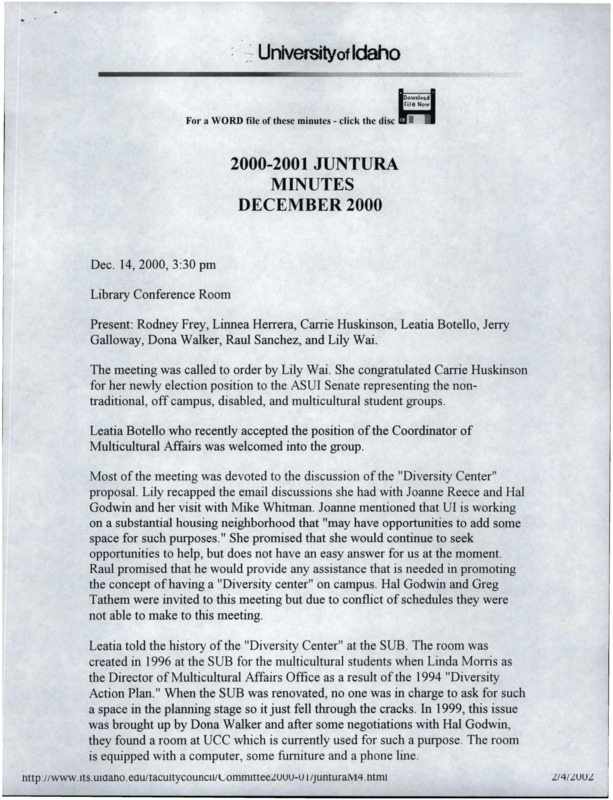 University of Idaho
Download
File Now
For a WORD file of these minutes - click the disc
2000-2001 JUNTURA
MINUTES
DECEMBER 2000
Dec. 14, 2000, 3:30 pm
Library Conference Room
Present: Rodney Frey, Linnea Herrera, Carrie Huskinson, Leatia Botello, Jerry
Galloway, Dona Walker, Raul Sanchez, and Lily Wai.
The meeting was called to order by Lily Wai. She congratulated Carrie Huskinson
for her newly election position to the ASUI Senate representing the non-
traditional, off campus, disabled, and multicultural student groups.
Leatia Botello who recently accepted the position of the Coordinator of
Multicultural Affairs was welcomed into the group.
Most of the meeting was devoted to the discussion of the "Diversity Center"
proposal. Lily recapped the email discussions she had with Joanne Reece and Hal
Godwin and her visit with Mike Whitman. Joanne mentioned that UI is working
on a substantial housing neighborhood that "may have opportunities to add some
space for such purposes." She promised that she would continue to seek
opportunities to help, but does not have an easy answer for us at the moment.
Raul promised that he would provide any assistance that is needed in promoting
the concept of having a "Diversity center" on campus. Hal Godwin and Greg
Tathem were invited to this meeting but due to conflict of schedules they were
not able to make to this meeting.
Leatia told the history of the "Diversity Center" at the SUB. The room was
created in 1996 at the SUB for the multicultural students when Linda Morris as
the Director of Multicultural Affairs Office as a result of the 1994 "Diversity
Action Plan." When the SUB was renovated, no one was in charge to ask for such
a space in the planning stage so it just fell through the cracks. In 1999, this issue
was brought up by Dona Walker and after some negotiations with Hal Godwin,
they found a room at UCC which is currently used for such a purpose. The room
is equipped with a computer, some furniture and a phone line.
http://www.its.uidaho.edu/facultycouncil/Committee2000-01/junturaM4.html 2/4/2002